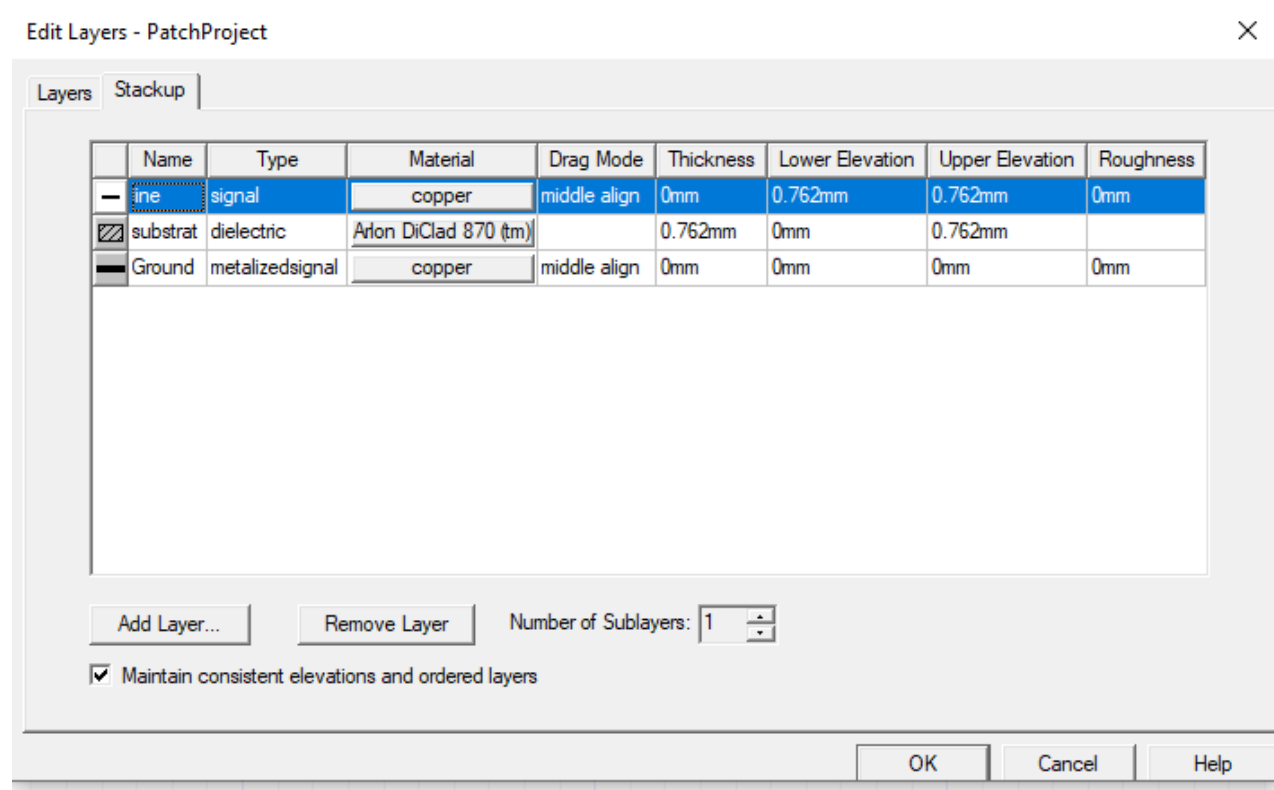 Edit Layers - PatchProject
Layers Stackup
Name Type Material Drag Mode Thickness Lower Elevation Upper Elevation Roughness
ine signal copper middle align 0mm 0.762mm 0.762mm 0mm
substrat dielectric Arlon DiClad 870 (tm) 0.762mm 0mm 0.762mm
Ground metalizedsignal copper middle align 0mm 0mm 0mm 0mm
Add Layer... Remove Layer Number of Sublayers: 1
Maintain consistent elevations and ordered layers
OK Cancel Help